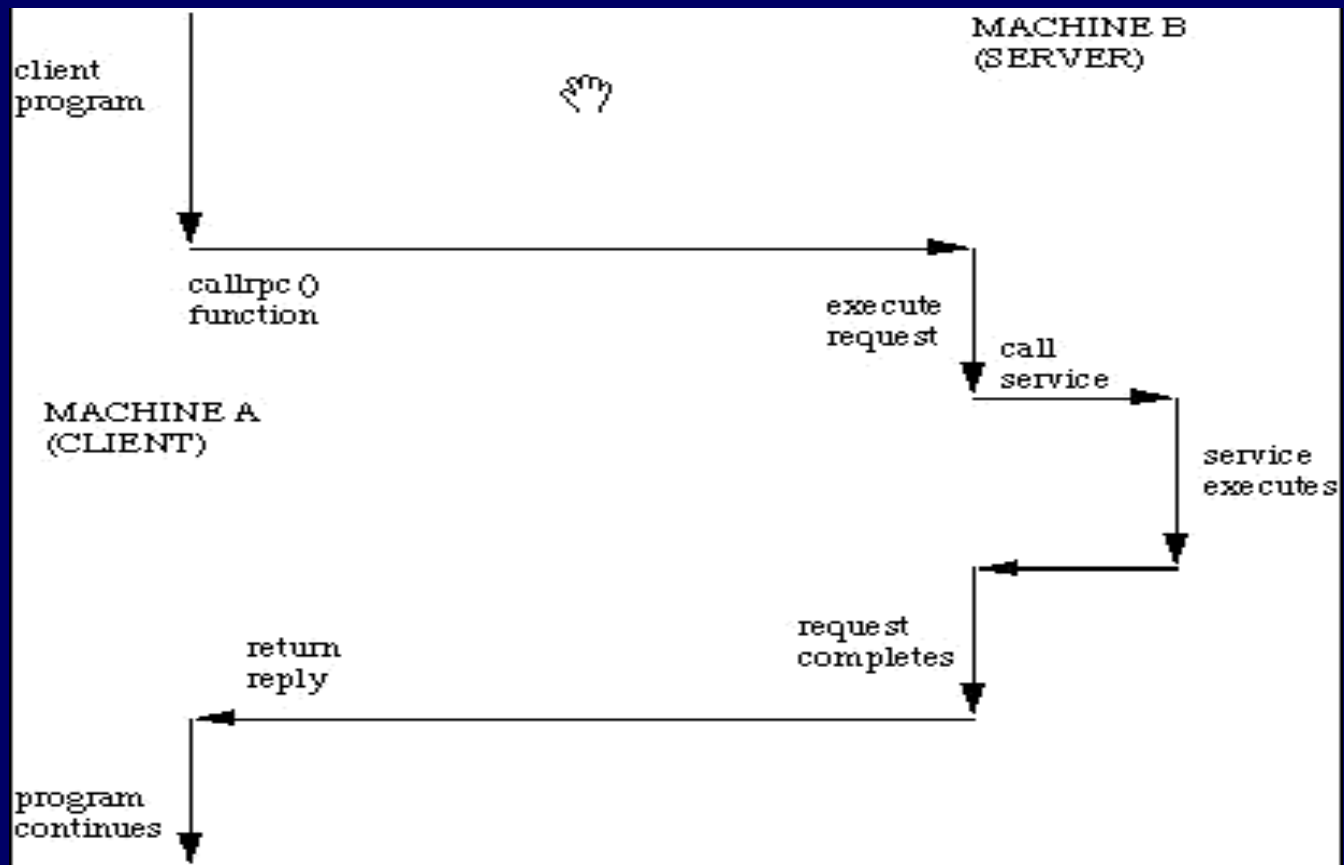 MACHINE B
(SERVER)
client
program
callrpc()
function
execute
request
call
service
MACHINE A
(CLIENT)
service
executes
request
completes
return
reply
program
continues